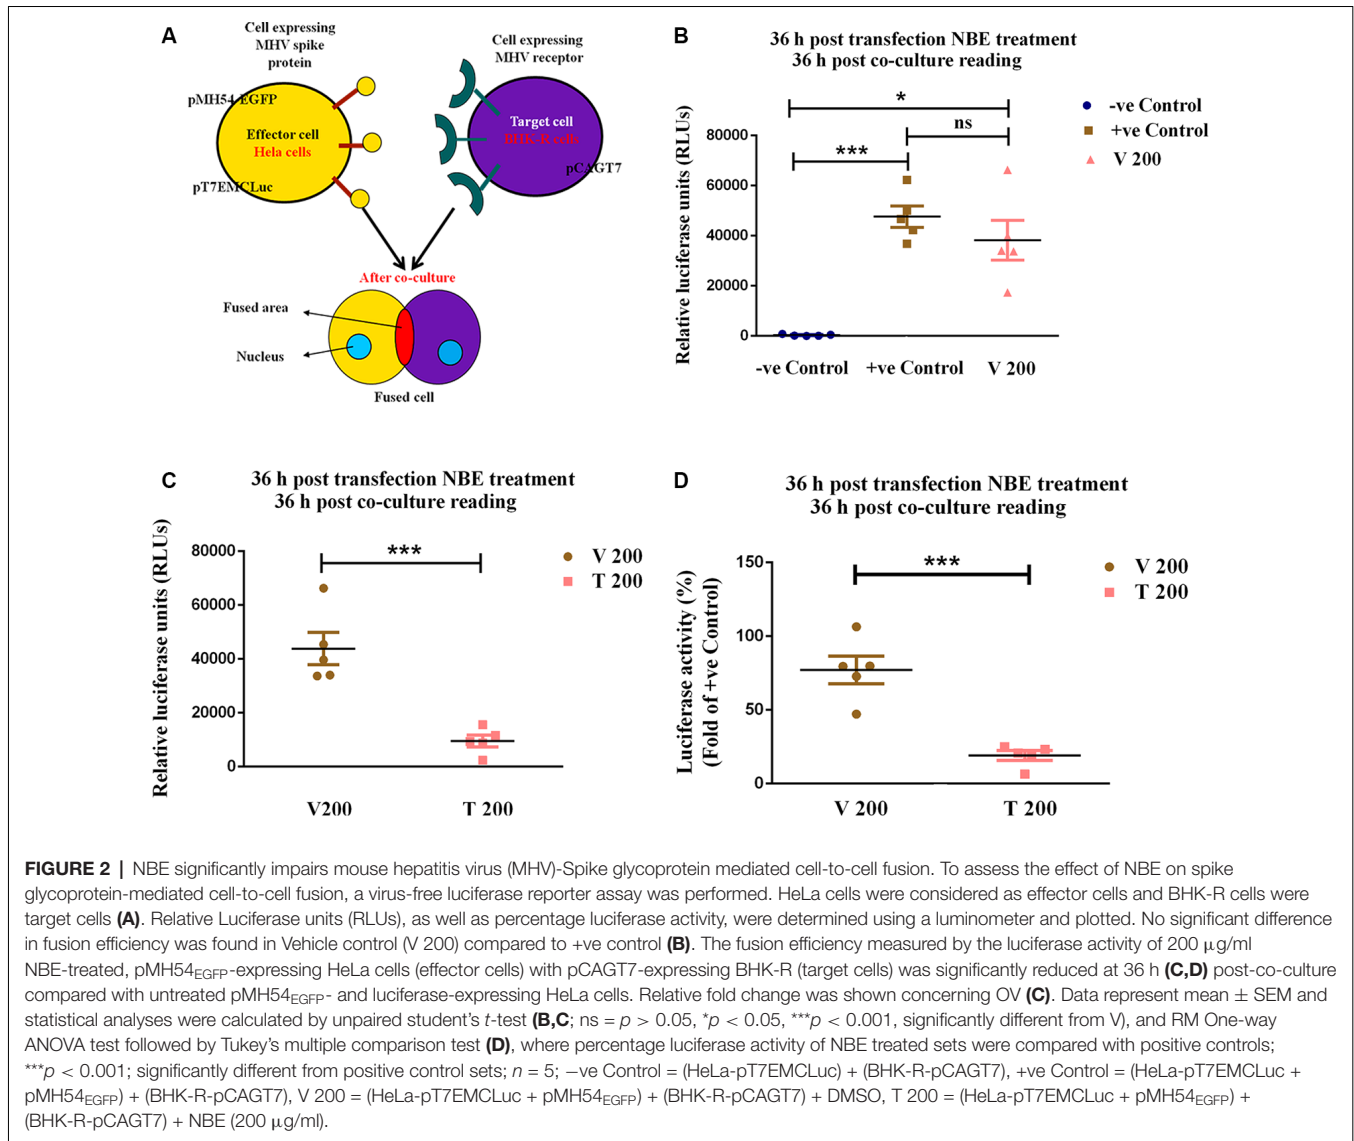 A
Cell expressing
MHV spike
protein
pMH54-EGFP
Effector cell
Hela cells
pT7EMCLuc
Cell expressing
MHV receptor
Target cell
BHK-R cells
pCAGT7
After co-culture
Fused area
Nucleus
Fused cell
B
36 h post transfection NBE treatment
36 h post co-culture reading
*
ns
***
-ve Control
+ve Control
V 200
Relative luciferase units (RLUs)
80000
60000
40000
20000
0
-ve Control +ve Control V 200
C
36 h post transfection NBE treatment
36 h post co-culture reading
***
V 200
T 200
Relative luciferase units (RLUs)
80000
60000
40000
20000
0
V200 T 200
D
36 h post transfection NBE treatment
36 h post co-culture reading
***
V 200
T 200
Luciferase activity (%)
(Fold of +ve Control)
150
100
50
0
V 200 T 200
FIGURE 2 | NBE significantly impairs mouse hepatitis virus (MHV)-Spike glycoprotein mediated cell-to-cell fusion. To assess the effect of NBE on spike
glycoprotein-mediated cell-to-cell fusion, a virus-free luciferase reporter assay was performed. HeLa cells were considered as effector cells and BHK-R cells were
target cells (A). Relative Luciferase units (RLUs), as well as percentage luciferase activity, were determined using a luminometer and plotted. No significant difference
in fusion efficiency was found in Vehicle control (V 200) compared to +ve control (B). The fusion efficiency measured by the luciferase activity of 200 μg/ml
NBE-treated, pMH54EGFP-expressing HeLa cells (effector cells) with pCAGT7-expressing BHK-R (target cells) was significantly reduced at 36 h (C,D) post-co-culture
compared with untreated pMH54EGFP- and luciferase-expressing HeLa cells. Relative fold change was shown concerning OV (C). Data represent mean ± SEM and
statistical analyses were calculated by unpaired student's t-test (B,C; ns = p > 0.05, *p < 0.05, ***p < 0.001, significantly different from V), and RM One-way
ANOVA test followed by Tukey's multiple comparison test (D), where percentage luciferase activity of NBE treated sets were compared with positive controls;
***p < 0.001; significantly different from positive control sets; n = 5; −ve Control = (HeLa-pT7EMCLuc) + (BHK-R-pCAGT7), +ve Control = (HeLa-pT7EMCLuc +
pMH54EGFP) + (BHK-R-pCAGT7), V 200 = (HeLa-pT7EMCLuc + pMH54EGFP) + (BHK-R-pCAGT7) + DMSO, T 200 = (HeLa-pT7EMCLuc + pMH54EGFP) +
(BHK-R-pCAGT7) + NBE (200 μg/ml).